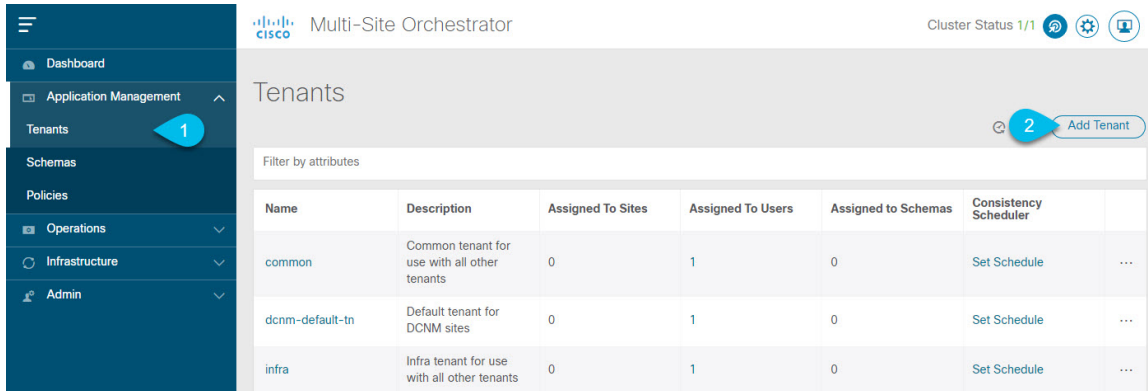 CISCO
Multi-Site Orchestrator
Cluster Status 1/1
Dashboard
Application Management
Tenants
1
Schemas
Policies
Operations
Infrastructure
Admin
Tenants
2
Add Tenant
Filter by attributes
Name Description Assigned To Sites Assigned To Users Assigned to Schemas Consistency
Scheduler
common Common tenant for
use with all other
tenants 0 1 0 Set Schedule ...
dcnm-default-tn Default tenant for
DCNM sites 0 1 0 Set Schedule ...
infra Infra tenant for use
with all other tenants 0 1 0 Set Schedule ...